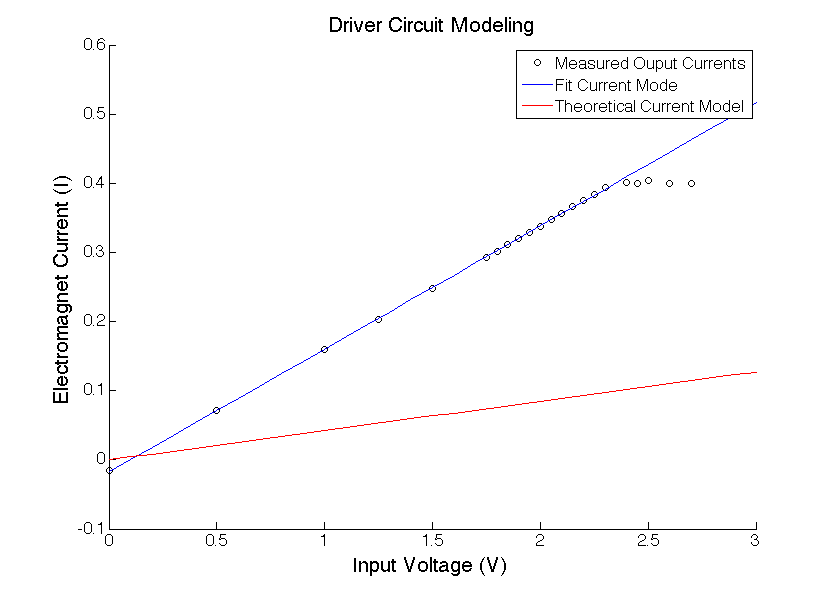 Driver Circuit Modeling
0.6
Measured Ouput Currents
Fit Current Mode
Theoretical Current Model
0.5
0.4
0.3
0.2
0.1
0
-0.1
Electromagnet Current (I)
0 0.5 1 1.5 2 2.5 3
Input Voltage (V)